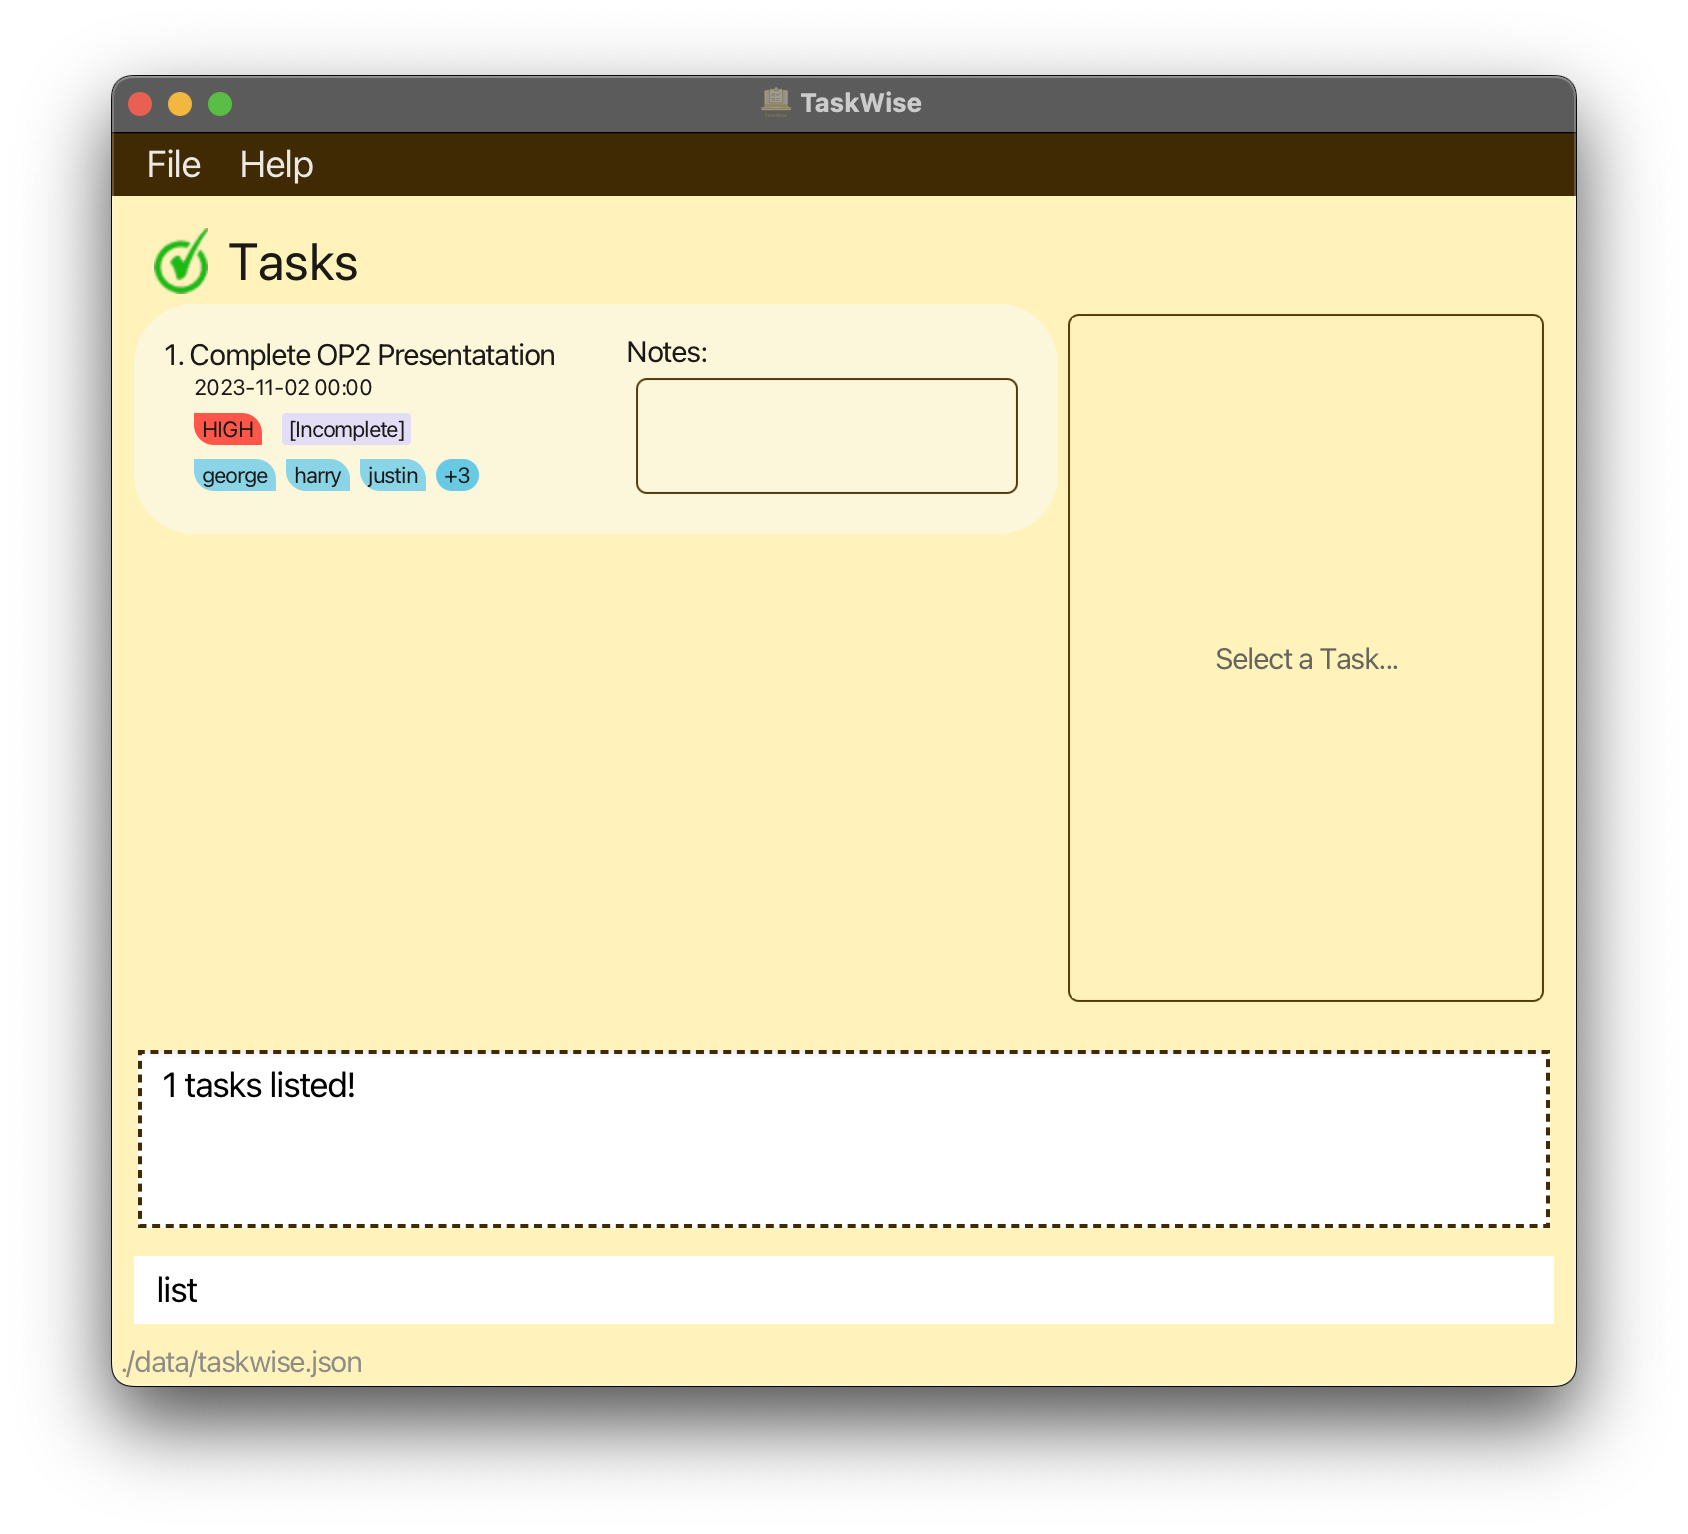 TaskWise
File Help
Tasks
1. Complete OP2 Presentatation
2023-11-02 00:00
HIGH [Incomplete]
george harry justin +3
Notes:
Select a Task...
1 tasks listed!
list
./data/taskwise.json